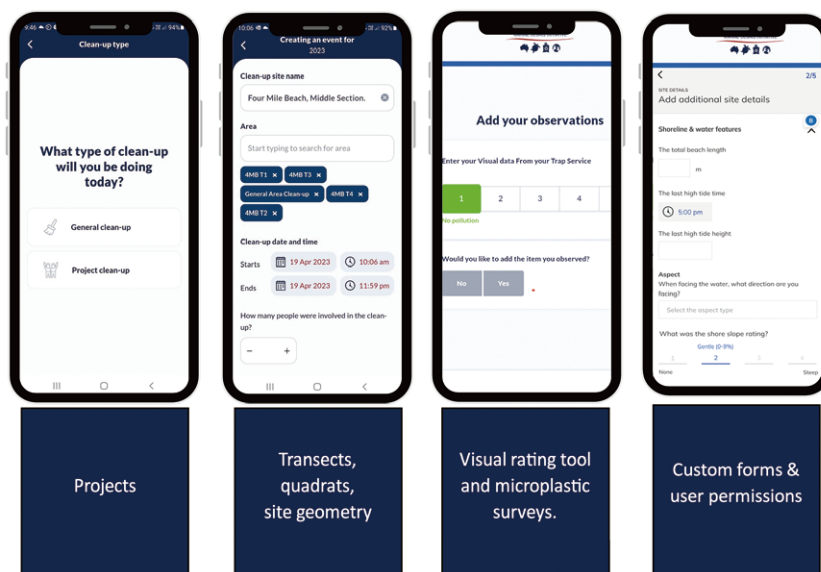 9:46
94%
Clean-up type
What type of clean-up
will you be doing
today?
General clean-up
Project clean-up
Projects
10:06
92%
Creating an event for
2023
Clean-up site name
Four Mile Beach, Middle Section.
Area
Start typing to search for area
4MB T1 ×
4MB T3 ×
General Area Clean-up ×
4MB T4 ×
4MB T2 ×
Clean-up date and time
Starts
19 Apr 2023
10:06 am
Ends
19 Apr 2023
11:59 pm
How many people were involved in the clean-
up?
− +
Transects,
quadrats,
site geometry
Add your observations
Enter your Visual data From your Trap Service
1 2 3 4
No pollution
Would you like to add the item you observed?
No Yes *
Visual rating tool
and microplastic
surveys.
2/5
SITE DETAILS
Add additional site details
Shoreline & water features
The total beach length
m
The last high tide time
5:00 pm
The last high tide height
Aspect
When facing the water, what direction are you
facing?
Select the aspect type
What was the shore slope rating?
Gentle (0-9%)
1 2 3 4
None
Steep
Custom forms &
user permissions